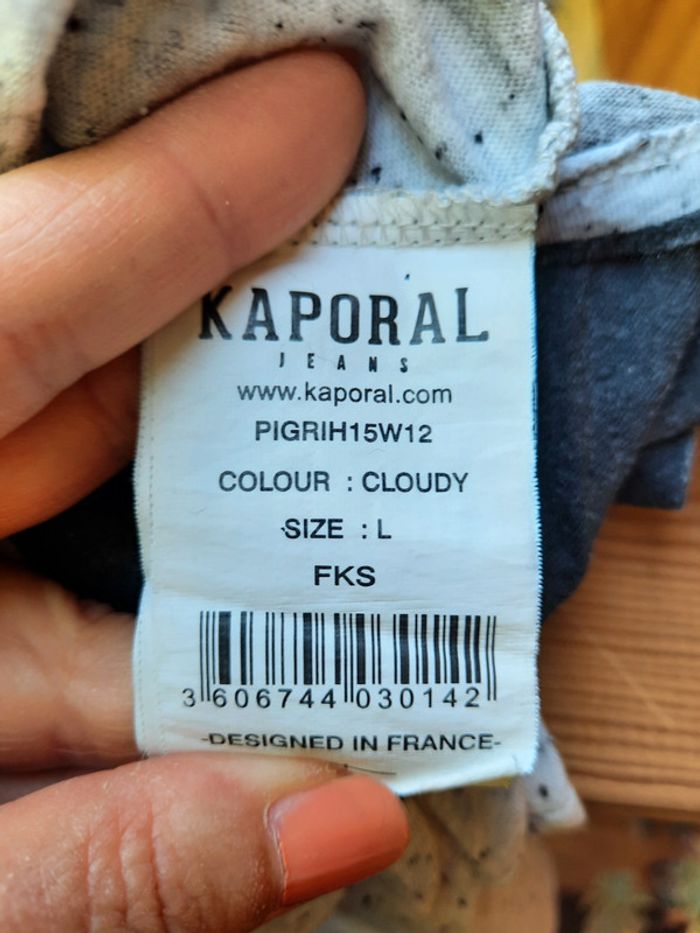 KAPORAL
JEANS
www.kaporal.com
PIGRIH15W12
COLOUR : CLOUDY
SIZE : L
FKS
3 606744 030142
-DESIGNED IN FRANCE-